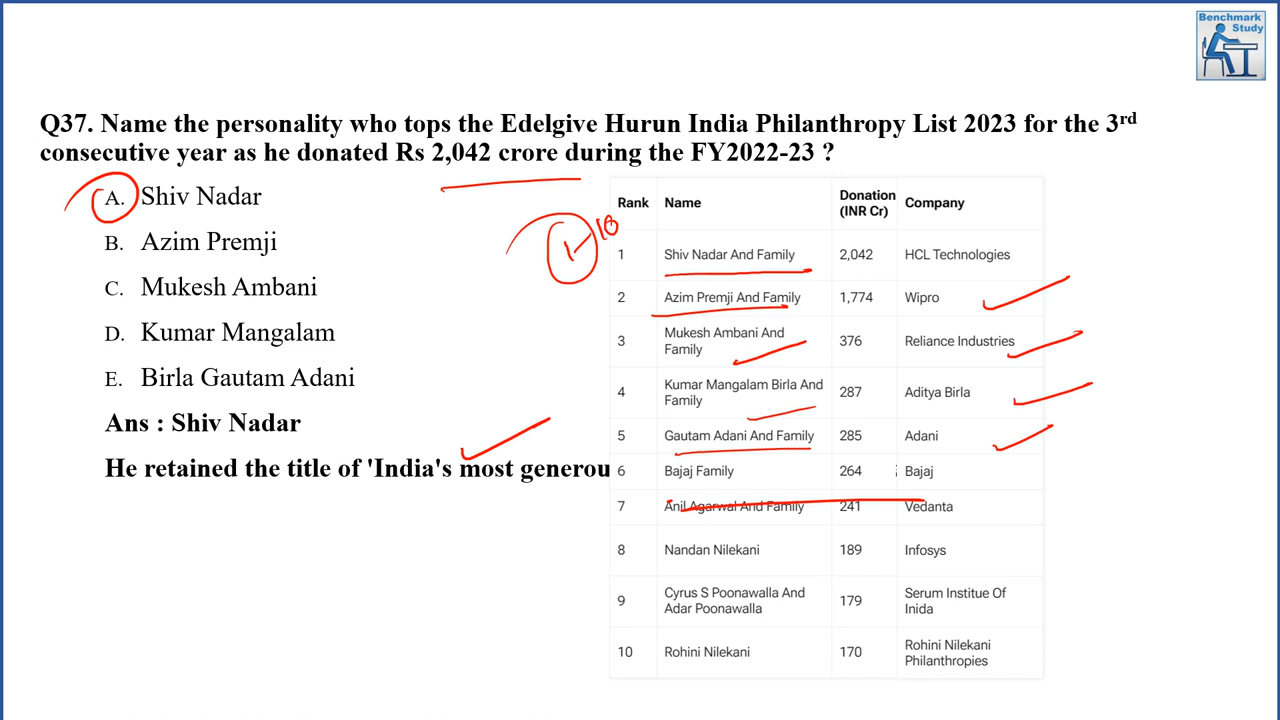 Benchmark
Study
Q37. Name the personality who tops the Edelgive Hurun India Philanthropy List 2023 for the 3rd
consecutive year as he donated Rs 2,042 crore during the FY2022-23 ?
A. Shiv Nadar
B. Azim Premji
C. Mukesh Ambani
D. Kumar Mangalam
E. Birla Gautam Adani
Ans : Shiv Nadar
He retained the title of 'India's most generou
1-10
Rank Name Donation (INR Cr) Company
1 Shiv Nadar And Family 2,042 HCL Technologies
2 Azim Premji And Family 1,774 Wipro
3 Mukesh Ambani And Family 376 Reliance Industries
4 Kumar Mangalam Birla And Family 287 Aditya Birla
5 Gautam Adani And Family 285 Adani
6 Bajaj Family 264 Bajaj
7 Anil Agarwal And Family 241 Vedanta
8 Nandan Nilekani 189 Infosys
9 Cyrus S Poonawalla And Adar Poonawalla 179 Serum Institue Of Inida
10 Rohini Nilekani 170 Rohini Nilekani Philanthropies